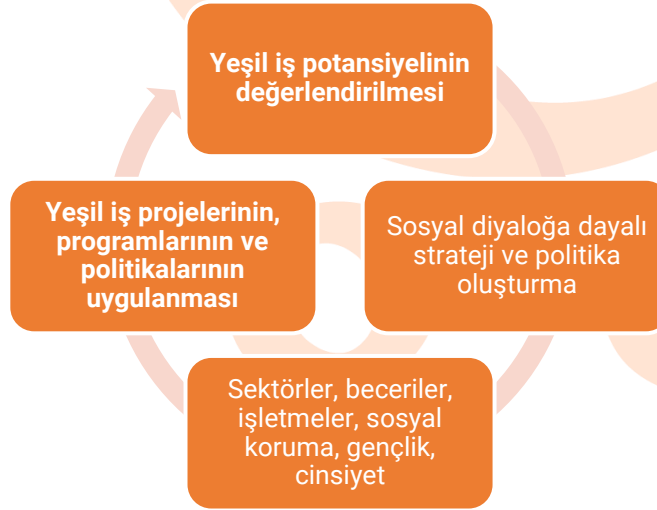 Yeşil iş potansiyelinin
değerlendirilmesi
Sosyal diyaloğa dayalı
strateji ve politika
oluşturma
Sektörler, beceriler,
işletmeler, sosyal
koruma, gençlik,
cinsiyet
Yeşil iş projelerinin,
programlarının ve
politikalarının
uygulanması